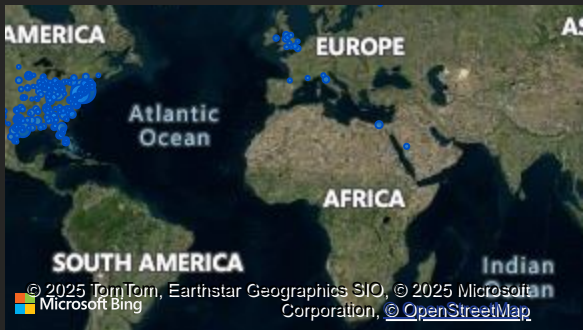 AMERICA
EUROPE
AS
Atlantic
Ocean
AFRICA
SOUTH AMERICA
Indian
© 2025 TomTom, Earthstar Geographics SIO, © 2025 Microsoft
Microsoft Bing
Corporation, © OpenStreetMap